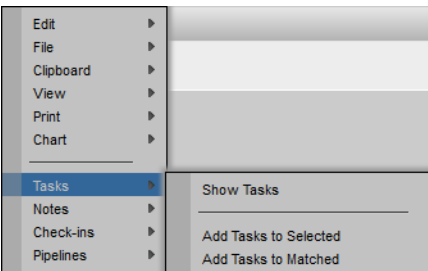 Edit
File
Clipboard
View
Print
Chart
Tasks
Notes
Check-ins
Pipelines
Show Tasks
Add Tasks to Selected
Add Tasks to Matched